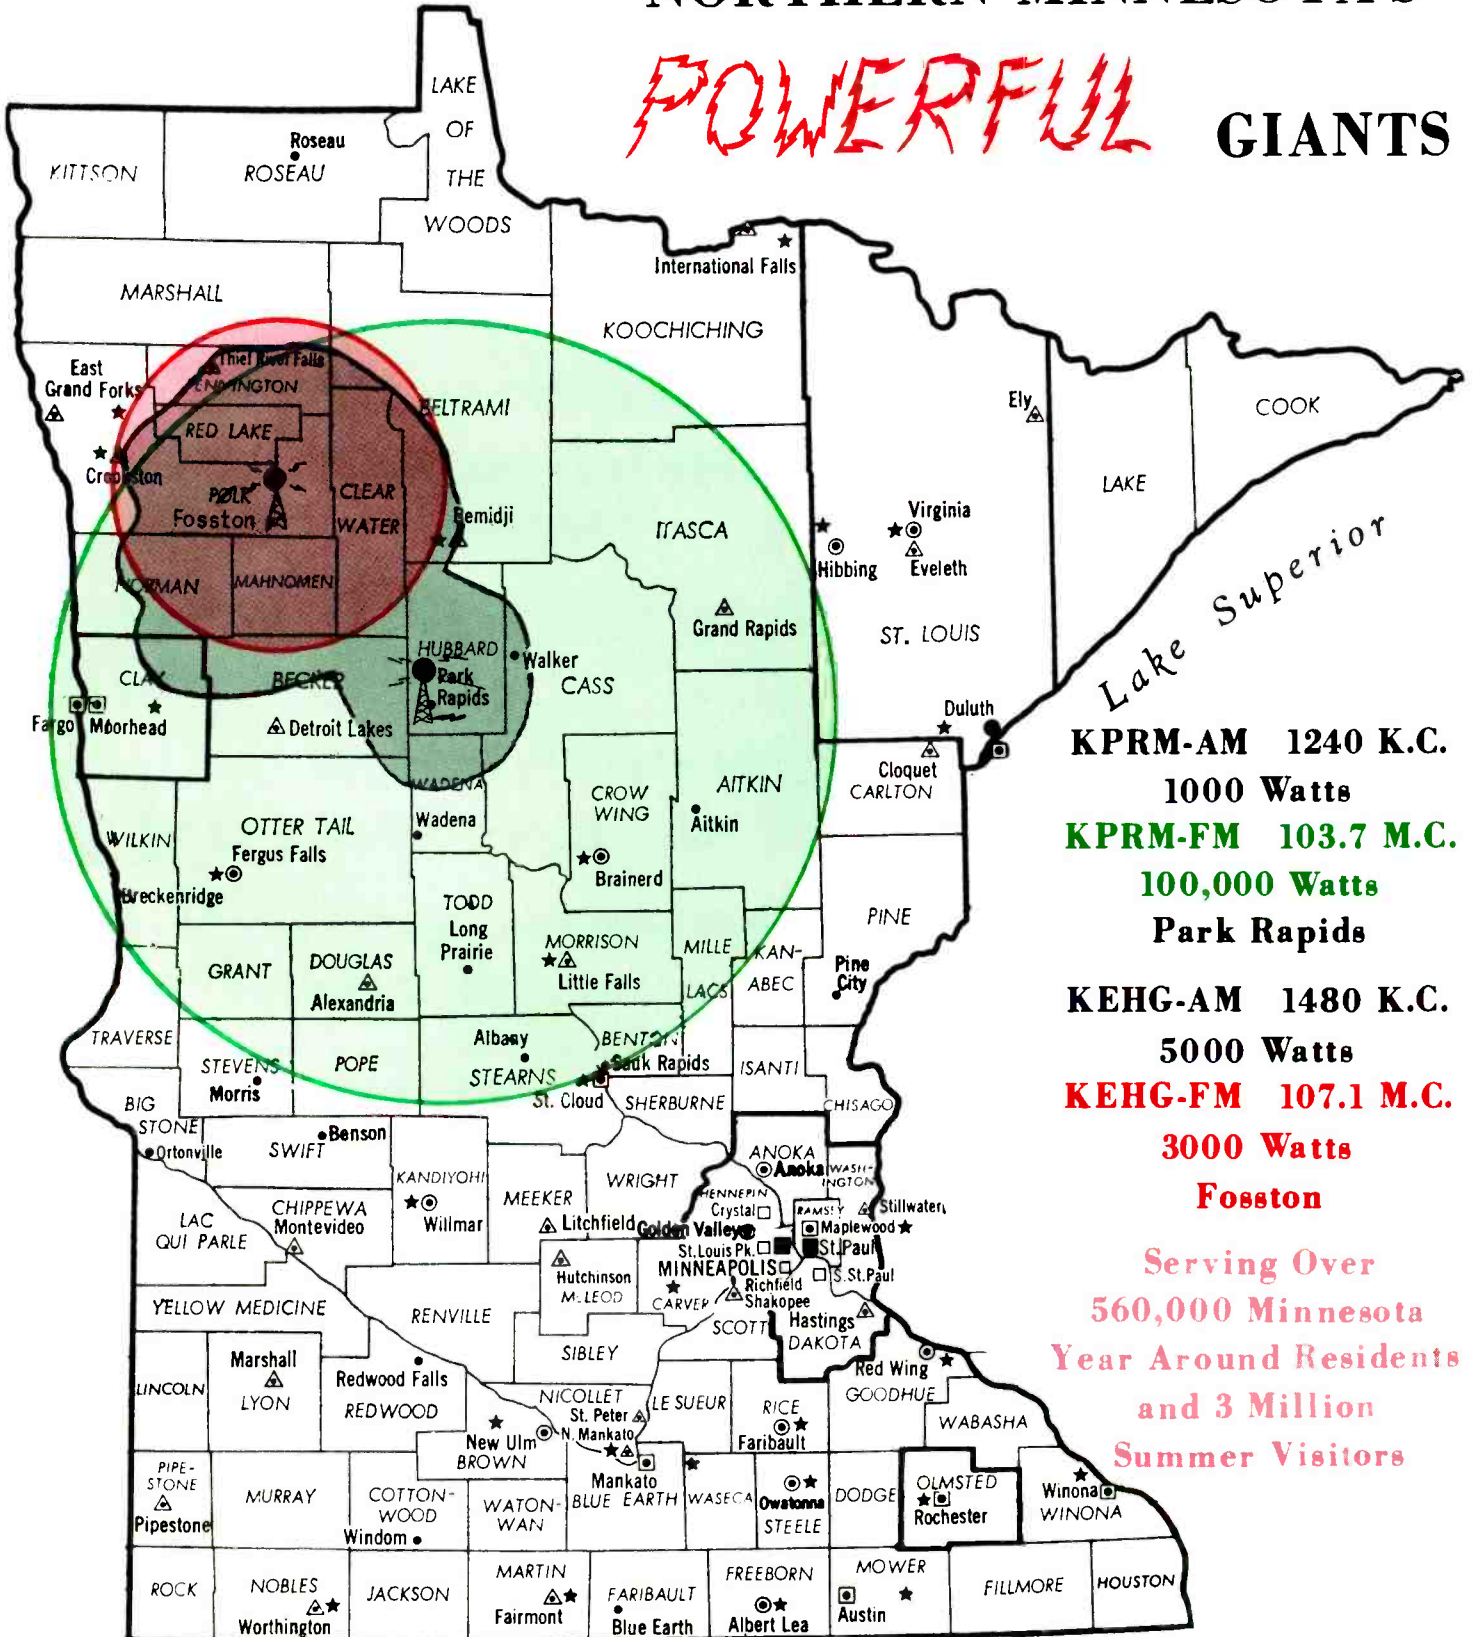 NORTHERN MINNESOTA'S
POWERFUL GIANTS
LAKE
OF
THE
WOODS
KITTSON
Roseau
ROSEAU
MARSHALL
International Falls
KOOCHICHING
East
Grand Forks
Thief River Falls
PENNINGTON
RED LAKE
BELTRAMI
Ely
COOK
LAKE
Crookston
POLK
Fosston
CLEAR
WATER
Bemidji
ITASCA
Virginia
Hibbing
Eveleth
NORMAN
MAHNOMEN
Grand Rapids
ST. LOUIS
Lake Superior
HUBBARD
Park
Rapids
Walker
CASS
CLAY
BECKER
Fargo
Moorhead
Detroit Lakes
Duluth
Cloquet
CARLTON
WADENA
Wadena
CROW
WING
AITKIN
Aitkin
WILKIN
OTTER TAIL
Fergus Falls
Breckenridge
Brainerd
TODD
Long
Prairie
MORRISON
Little Falls
MILLE
LACS
KAN-
ABEC
PINE
Pine
City
GRANT
DOUGLAS
Alexandria
TRAVERSE
STEVENS
Morris
POPE
Albany
STEARNS
BENTON
Sauk Rapids
St. Cloud
SHERBURNE
ISANTI
CHISAGO
BIG
STONE
Ortonville
SWIFT
Benson
KANDIYOHI
Willmar
MEEKER
Litchfield
WRIGHT
ANOKA
Anoka
WASH-
INGTON
Stillwater
HENNEPIN
Crystal
RAMSEY
Maplewood
Golden Valley
St. Louis Pk.
St. Paul
MINNEAPOLIS
S. St. Paul
Richfield
Shakopee
Hastings
LAC
QUI PARLE
CHIPPEWA
Montevideo
Hutchinson
McLEOD
CARVER
SCOTT
DAKOTA
YELLOW MEDICINE
RENVILLE
SIBLEY
Red Wing
GOODHUE
LINCOLN
Marshall
LYON
Redwood Falls
REDWOOD
NICOLLET
St. Peter
N. Mankato
LE SUEUR
RICE
Faribault
WABASHA
New Ulm
BROWN
Mankato
BLUE EARTH
WASECA
Owatonna
STEELE
DODGE
OLMSTED
Rochester
Winona
WINONA
PIPE-
STONE
Pipestone
MURRAY
COTTON-
WOOD
Windom
WATON-
WAN
ROCK
NOBLES
Worthington
JACKSON
MARTIN
Fairmont
FARIBAULT
Blue Earth
FREEBORN
Albert Lea
MOWER
Austin
FILLMORE
HOUSTON
KPRM-AM 1240 K.C.
1000 Watts
KPRM-FM 103.7 M.C.
100,000 Watts
Park Rapids
KEHG-AM 1480 K.C.
5000 Watts
KEHG-FM 107.1 M.C.
3000 Watts
Fosston
Serving Over
560,000 Minnesota
Year Around Residents
and 3 Million
Summer Visitors